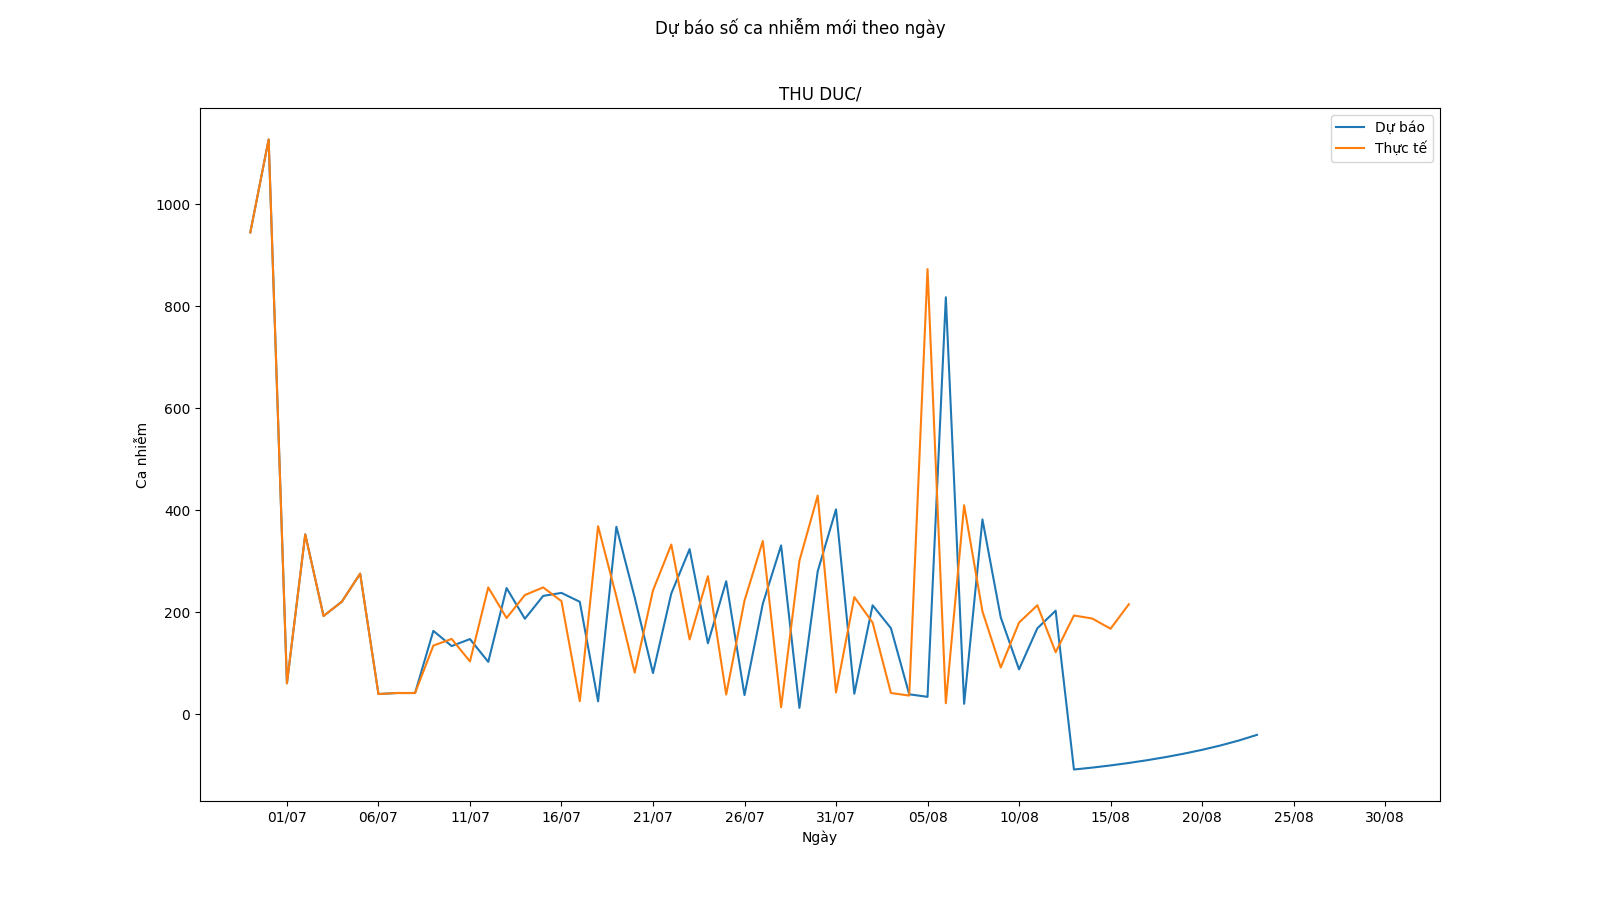 Dự báo số ca nhiễm mới theo ngày
THU DUC/
Dự báo
Thực tế
1000
800
600
400
200
0
Ca nhiễm
01/07 06/07 11/07 16/07 21/07 26/07 31/07 05/08 10/08 15/08 20/08 25/08 30/08
Ngày